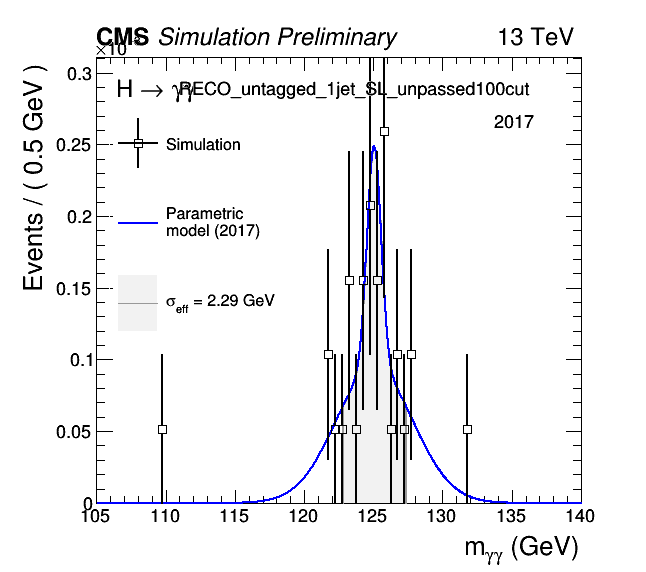 CMS Simulation Preliminary 13 TeV
×10
H → γγ RECO_untagged_1jet_SL_unpassed100cut
2017
Simulation
Parametric
model (2017)
σeff = 2.29 GeV
Events / ( 0.5 GeV )
0.3
0.25
0.2
0.15
0.1
0.05
0
105 110 115 120 125 130 135 140
mγγ (GeV)